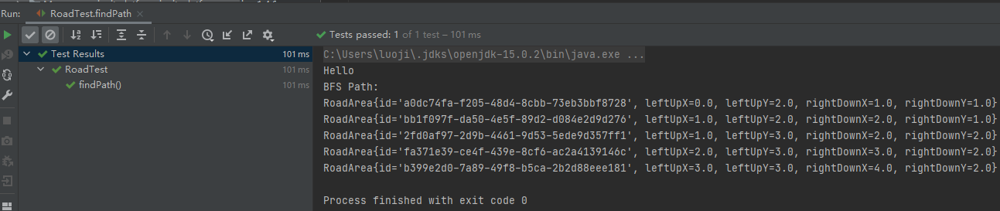 Run: RoadTest.findPath
Tests passed: 1 of 1 test – 101 ms
Test Results 101 ms
RoadTest 101 ms
findPath() 101 ms
C:\Users\luoji\.jdks\openjdk-15.0.2\bin\java.exe ...
Hello
BFS Path:
RoadArea{id='a0dc74fa-f205-48d4-8cbb-73eb3bbf8728', leftUpX=0.0, leftUpY=2.0, rightDownX=1.0, rightDownY=1.0}
RoadArea{id='bb1f097f-da50-4e5f-89d2-d084e2d9d276', leftUpX=1.0, leftUpY=2.0, rightDownX=2.0, rightDownY=1.0}
RoadArea{id='2fd0af97-2d9b-4461-9d53-5ede9d357ff1', leftUpX=1.0, leftUpY=3.0, rightDownX=2.0, rightDownY=2.0}
RoadArea{id='fa371e39-ce4f-439e-8cf6-ac2a4139146c', leftUpX=2.0, leftUpY=3.0, rightDownX=3.0, rightDownY=2.0}
RoadArea{id='b399e2d0-7a89-49f8-b5ca-2b2d88eee181', leftUpX=3.0, leftUpY=3.0, rightDownX=4.0, rightDownY=2.0}
Process finished with exit code 0